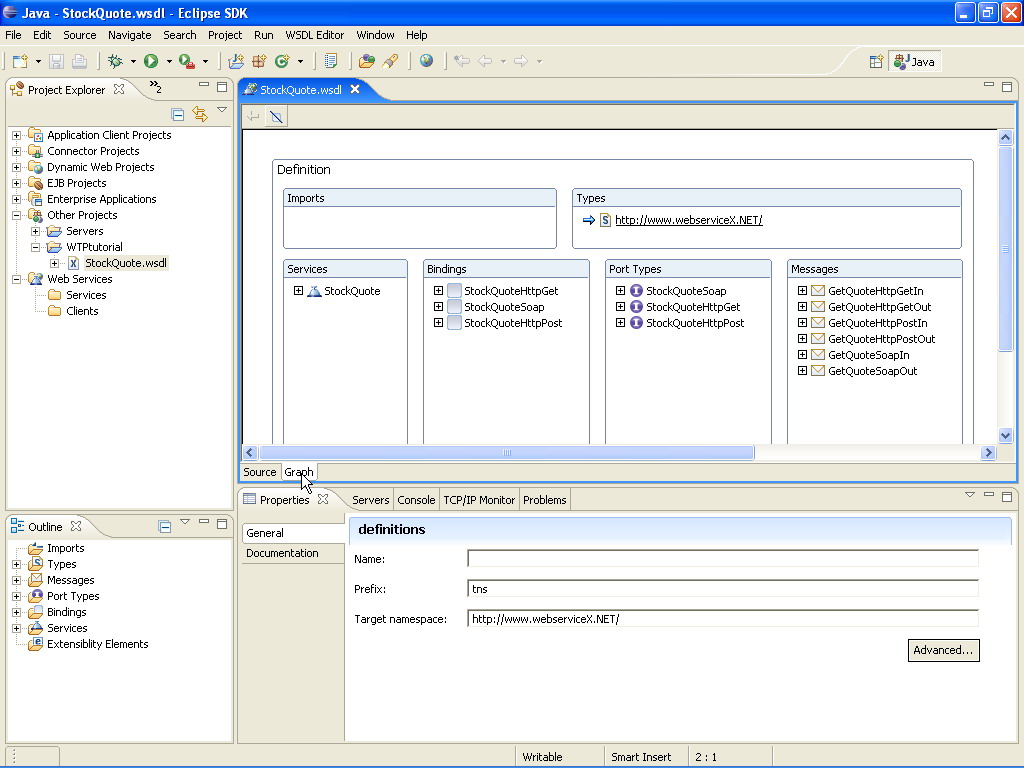 Java - StockQuote.wsdl - Eclipse SDK
File Edit Source Navigate Search Project Run WSDL Editor Window Help
Java
Project Explorer
2
Application Client Projects
Connector Projects
Dynamic Web Projects
EJB Projects
Enterprise Applications
Other Projects
Servers
WTPtutorial
StockQuote.wsdl
Web Services
Services
Clients
StockQuote.wsdl
Definition
Imports
Types
http://www.webserviceX.NET/
Services
StockQuote
Bindings
StockQuoteHttpGet
StockQuoteSoap
StockQuoteHttpPost
Port Types
StockQuoteSoap
StockQuoteHttpGet
StockQuoteHttpPost
Messages
GetQuoteHttpGetIn
GetQuoteHttpGetOut
GetQuoteHttpPostIn
GetQuoteHttpPostOut
GetQuoteSoapIn
GetQuoteSoapOut
Source Graph
Outline
Imports
Types
Messages
Port Types
Bindings
Services
Extensiblity Elements
Properties Servers Console TCP/IP Monitor Problems
General
Documentation
definitions
Name:
Prefix: tns
Target namespace: http://www.webserviceX.NET/
Advanced...
Writable Smart Insert 2 : 1